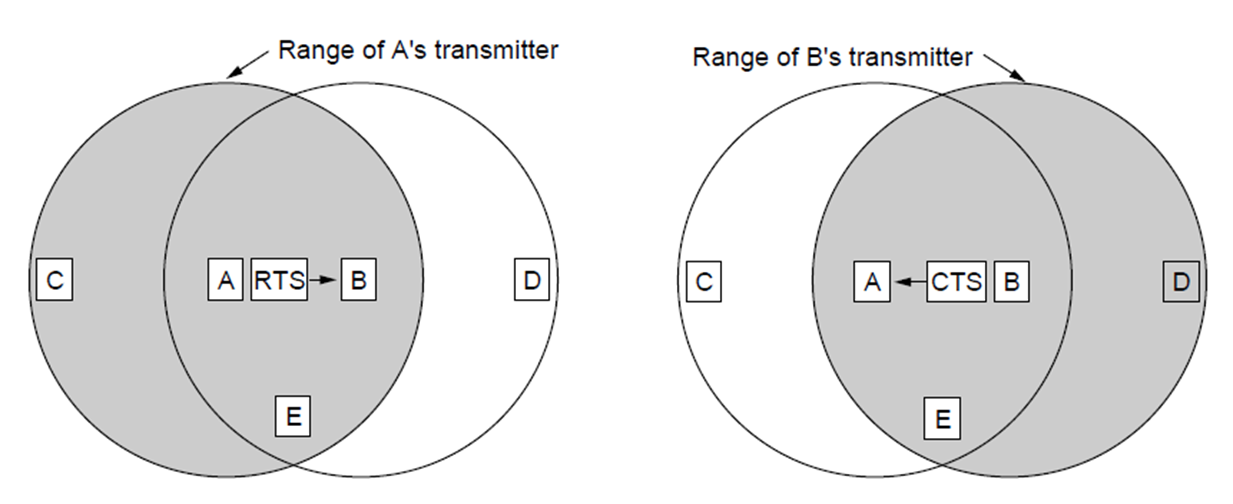 Range of A's transmitter
C
A
RTS
B
D
E
Range of B's transmitter
C
A
CTS
B
D
E